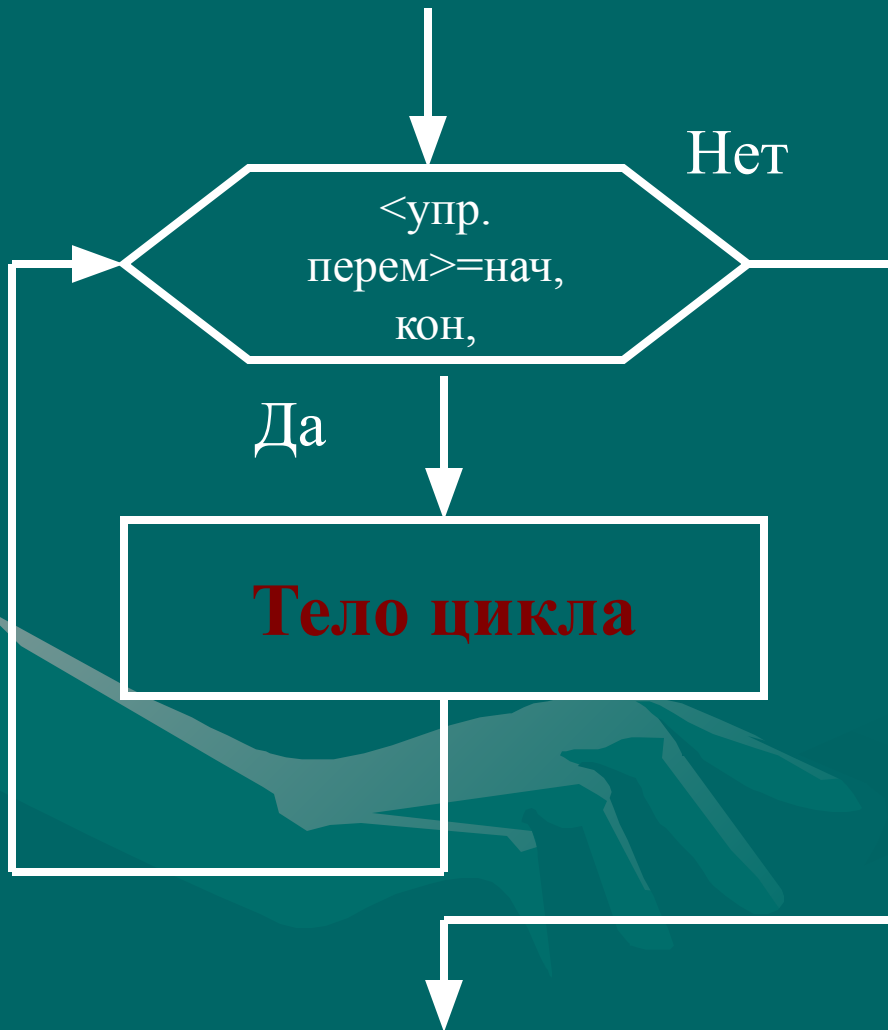 Нет
<упр.
перем>=нач,
кон,
Да
Тело цикла